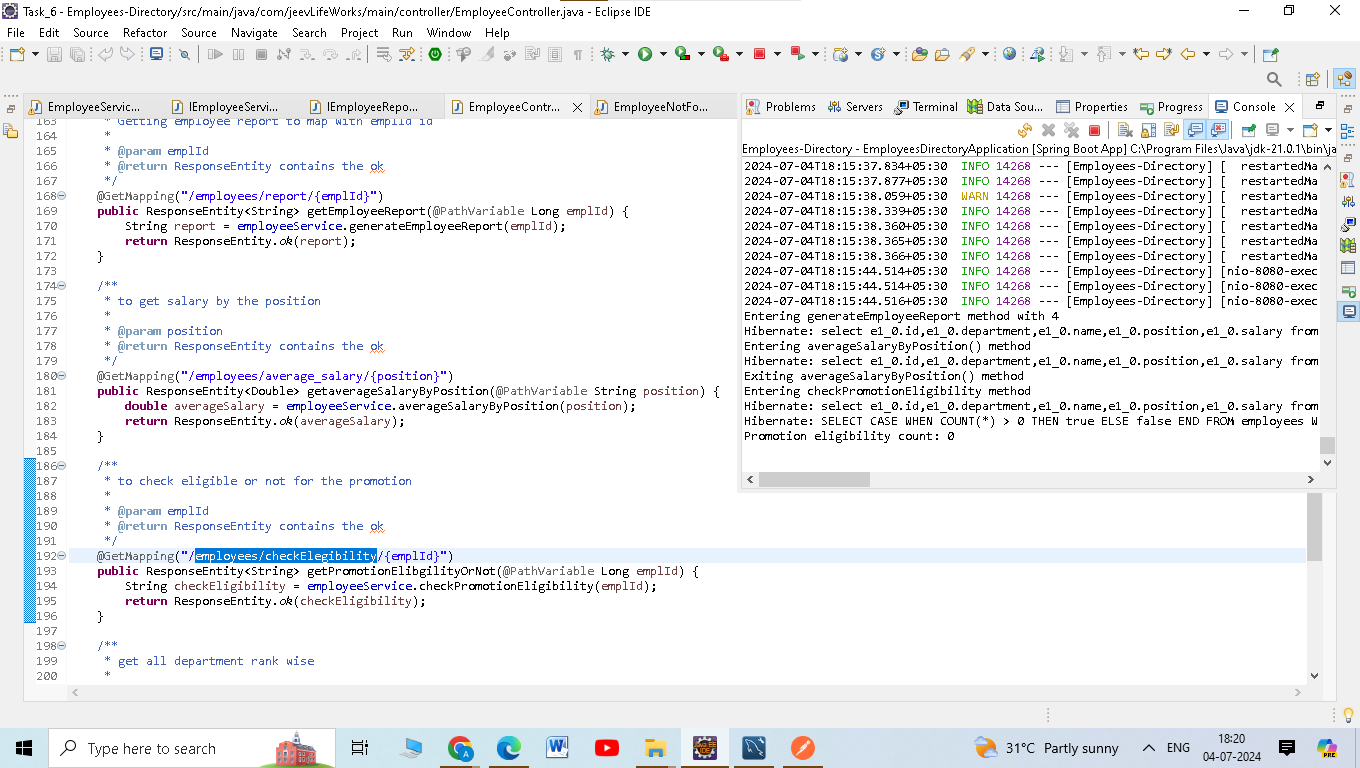 Task_6 - Employees-Directory/src/main/java/com/jeevLifeWorks/main/controller/EmployeeController.java - Eclipse IDE
File Edit Source Refactor Source Navigate Search Project Run Window Help
EmployeeServic... IEmployeeServi... IEmployeeRepo... EmployeeContr... EmployeeNotFo...
163 * Getting employee report to map with emplId id
164 *
165 * @param emplId
166 * @return ResponseEntity contains the ok
167 */
168 @GetMapping("/employees/report/{emplId}")
169 public ResponseEntity<String> getEmployeeReport(@PathVariable Long emplId) {
170 String report = employeeService.generateEmployeeReport(emplId);
171 return ResponseEntity.ok(report);
172 }
173
174 /**
175 * to get salary by the position
176 *
177 * @param position
178 * @return ResponseEntity contains the ok
179 */
180 @GetMapping("/employees/average_salary/{position}")
181 public ResponseEntity<Double> getaverageSalaryByPosition(@PathVariable String position) {
182 double averageSalary = employeeService.averageSalaryByPosition(position);
183 return ResponseEntity.ok(averageSalary);
184 }
185
186 /**
187 * to check eligible or not for the promotion
188 *
189 * @param emplId
190 * @return ResponseEntity contains the ok
191 */
192 @GetMapping("/employees/checkElegibility/{emplId}")
193 public ResponseEntity<String> getPromotionElibgilityOrNot(@PathVariable Long emplId) {
194 String checkEligibility = employeeService.checkPromotionEligibility(emplId);
195 return ResponseEntity.ok(checkEligibility);
196 }
197
198 /**
199 * get all department rank wise
200 *
Problems Servers Terminal Data Sou... Properties Progress Console
Employees-Directory - EmployeesDirectoryApplication [Spring Boot App] C:\Program Files\Java\jdk-21.0.1\bin\ja
2024-07-04T18:15:37.834+05:30 INFO 14268 --- [Employees-Directory] [ restartedMa
2024-07-04T18:15:37.877+05:30 INFO 14268 --- [Employees-Directory] [ restartedMa
2024-07-04T18:15:38.059+05:30 WARN 14268 --- [Employees-Directory] [ restartedMa
2024-07-04T18:15:38.339+05:30 INFO 14268 --- [Employees-Directory] [ restartedMa
2024-07-04T18:15:38.360+05:30 INFO 14268 --- [Employees-Directory] [ restartedMa
2024-07-04T18:15:38.365+05:30 INFO 14268 --- [Employees-Directory] [ restartedMa
2024-07-04T18:15:38.366+05:30 INFO 14268 --- [Employees-Directory] [ restartedMa
2024-07-04T18:15:44.514+05:30 INFO 14268 --- [Employees-Directory] [nio-8080-exec
2024-07-04T18:15:44.514+05:30 INFO 14268 --- [Employees-Directory] [nio-8080-exec
2024-07-04T18:15:44.516+05:30 INFO 14268 --- [Employees-Directory] [nio-8080-exec
Entering generateEmployeeReport method with 4
Hibernate: select e1_0.id,e1_0.department,e1_0.name,e1_0.position,e1_0.salary from
Entering averageSalaryByPosition() method
Hibernate: select e1_0.id,e1_0.department,e1_0.name,e1_0.position,e1_0.salary from
Exiting averageSalaryByPosition() method
Entering checkPromotionEligibility method
Hibernate: select e1_0.id,e1_0.department,e1_0.name,e1_0.position,e1_0.salary from
Hibernate: SELECT CASE WHEN COUNT(*) > 0 THEN true ELSE false END FROM employees W
Promotion eligibility count: 0
Type here to search
31°C Partly sunny
ENG
18:20
04-07-2024